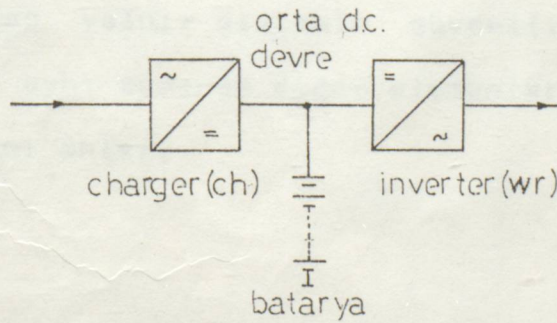 orta d.c.
devre
~
=
=
~
charger(ch)
inverter(wr)
batarya